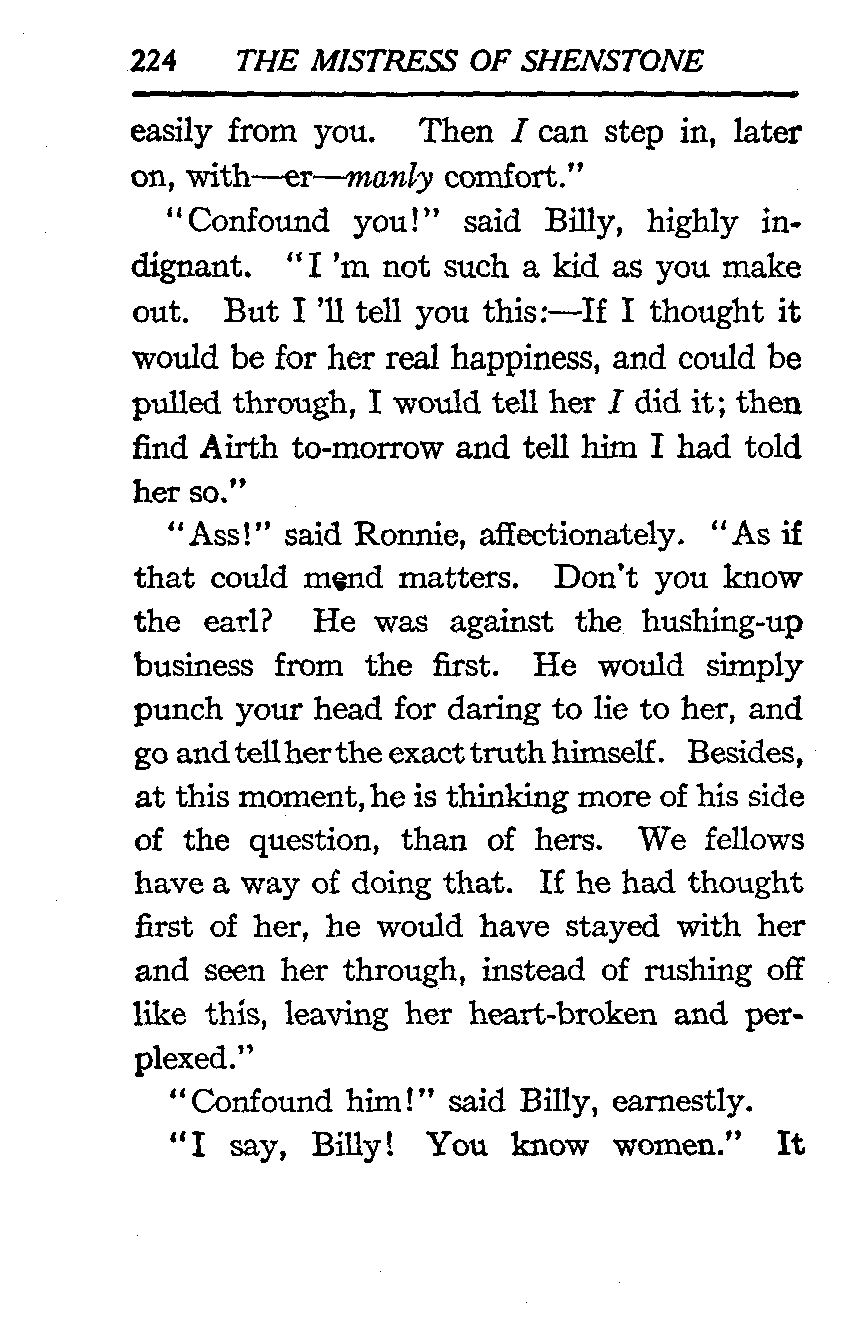 224 THE MISTRESS OF SHENSTONE
easily from you. Then I can step in, later
on, with—er—manly comfort."
"Confound you!" said Billy, highly in-
dignant. "I 'm not such a kid as you make
out. But I 'll tell you this:—If I thought it
would be for her real happiness, and could be
pulled through, I would tell her I did it; then
find Airth to-morrow and tell him I had told
her so."
"Ass!" said Ronnie, affectionately. "As if
that could mend matters. Don't you know
the earl? He was against the hushing-up
business from the first. He would simply
punch your head for daring to lie to her, and
go and tell her the exact truth himself. Besides,
at this moment, he is thinking more of his side
of the question, than of hers. We fellows
have a way of doing that. If he had thought
first of her, he would have stayed with her
and seen her through, instead of rushing off
like this, leaving her heart-broken and per-
plexed."
"Confound him!" said Billy, earnestly.
"I say, Billy! You know women." It